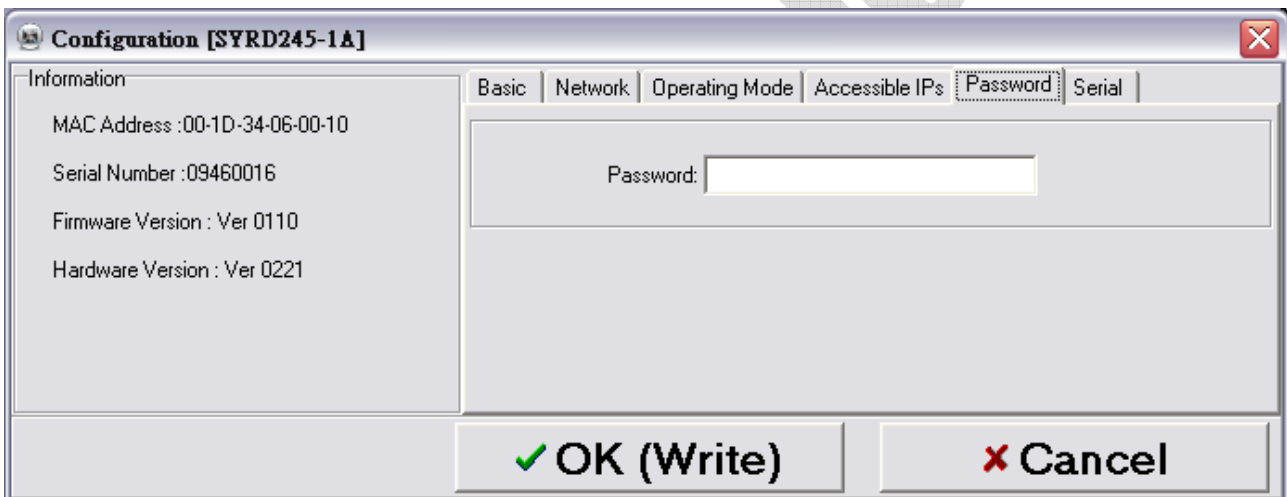 Configuration [SYRD245-1A]
Information
MAC Address :00-1D-34-06-00-10
Serial Number :09460016
Firmware Version : Ver 0110
Hardware Version : Ver 0221
Basic Network Operating Mode Accessible IPs Password Serial
Password:
OK (Write) Cancel